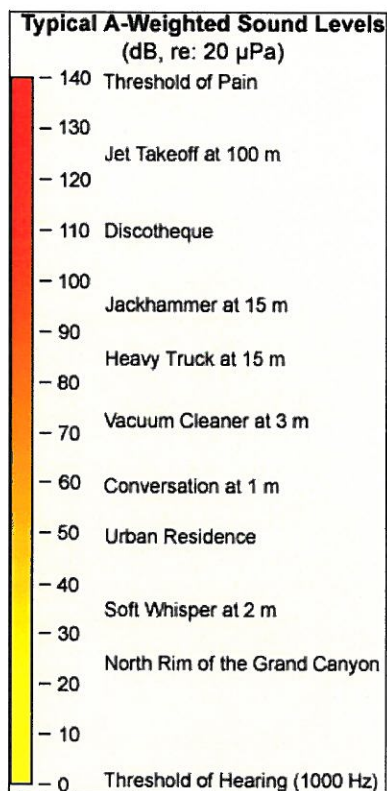 Typical A-Weighted Sound Levels
(dB, re: 20 µPa)
140 Threshold of Pain
130
Jet Takeoff at 100 m
120
110 Discotheque
100
Jackhammer at 15 m
90
Heavy Truck at 15 m
80
Vacuum Cleaner at 3 m
70
60 Conversation at 1 m
50 Urban Residence
40
Soft Whisper at 2 m
30
North Rim of the Grand Canyon
20
10
0 Threshold of Hearing (1000 Hz)